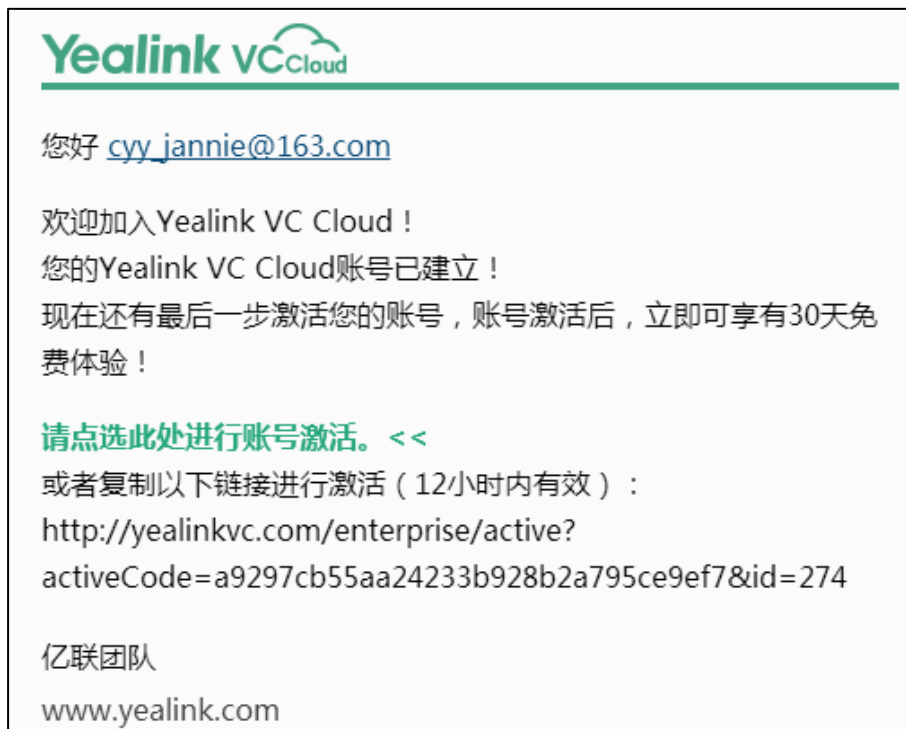 Yealink VC Cloud
您好 cyy_jannie@163.com
欢迎加入Yealink VC Cloud！
您的Yealink VC Cloud账号已建立！
现在还有最后一步激活您的账号，账号激活后，立即可享有30天免
费体验！
请点选此处进行账号激活。<<
或者复制以下链接进行激活（12小时内有效）：
http://yealinkvc.com/enterprise/active?
activeCode=a9297cb55aa24233b928b2a795ce9ef7&id=274
亿联团队
www.yealink.com